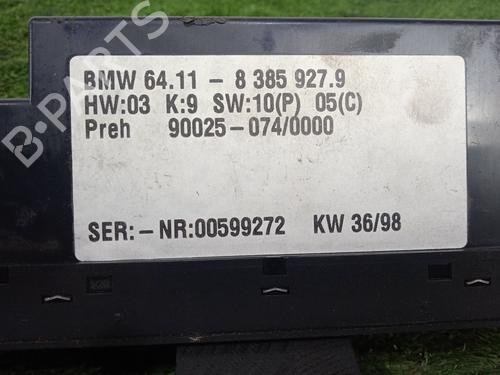 BMW 64.11 - 8 385 927.9
HW:03 K:9 SW:10(P) 05(C)
Preh 90025-074/0000
SER:-NR:00599272 KW 36/98
B-PARTS